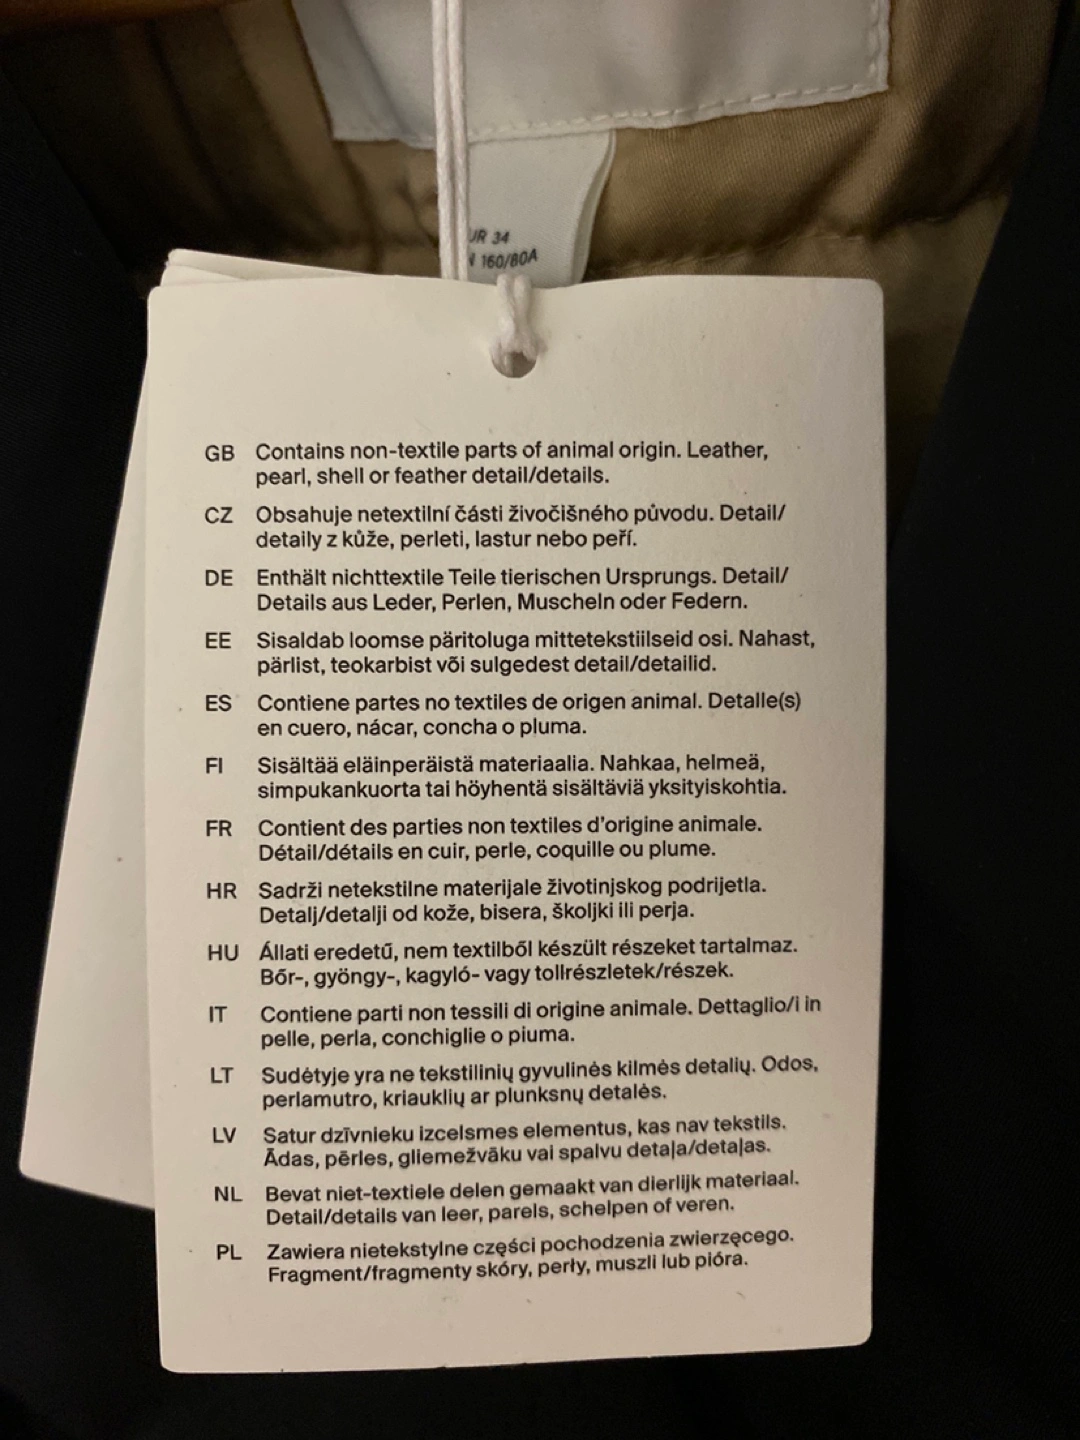 UR 34
160/80A
GB Contains non-textile parts of animal origin. Leather,
pearl, shell or feather detail/details.
CZ Obsahuje netextilní části živočišného původu. Detail/
detaily z kůže, perleti, lastur nebo peří.
DE Enthält nichttextile Teile tierischen Ursprungs. Detail/
Details aus Leder, Perlen, Muscheln oder Federn.
EE Sisaldab loomse päritoluga mittetekstiilseid osi. Nahast,
pärlist, teokarbist või sulgedest detail/detailid.
ES Contiene partes no textiles de origen animal. Detalle(s)
en cuero, nácar, concha o pluma.
FI Sisältää eläinperäistä materiaalia. Nahkaa, helmeä,
simpukankuorta tai höyhentä sisältäviä yksityiskohtia.
FR Contient des parties non textiles d'origine animale.
Détail/détails en cuir, perle, coquille ou plume.
HR Sadrži netekstilne materijale životinjskog podrijetla.
Detalj/detalji od kože, bisera, školjki ili perja.
HU Állati eredetű, nem textilből készült részeket tartalmaz.
Bőr-, gyöngy-, kagyló- vagy tollrészletek/részek.
IT Contiene parti non tessili di origine animale. Dettaglio/i in
pelle, perla, conchiglie o piuma.
LT Sudėtyje yra ne tekstilinių gyvulinės kilmės detalių. Odos,
perlamutro, kriauklių ar plunksnų detalės.
LV Satur dzīvnieku izcelsmes elementus, kas nav tekstils.
Ādas, pērles, gliemežvāku vai spalvu detaļa/detaļas.
NL Bevat niet-textiele delen gemaakt van dierlijk materiaal.
Detail/details van leer, parels, schelpen of veren.
PL Zawiera nietekstylne części pochodzenia zwierzęcego.
Fragment/fragmenty skóry, perły, muszli lub pióra.